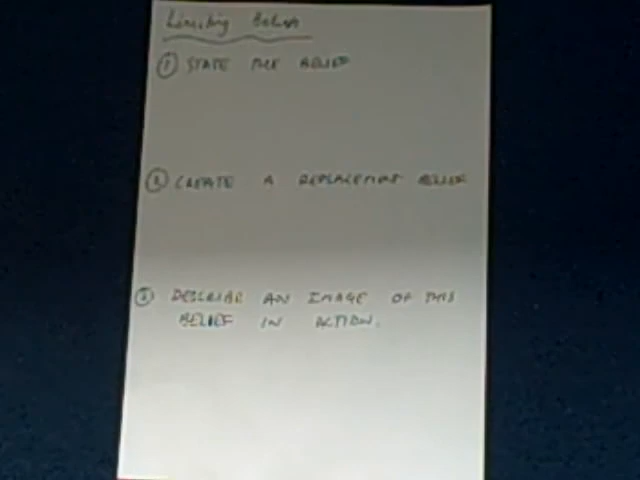 Limiting Beliefs
① STATE THE BELIEF
② CREATE A REPLACEMENT BELIEF
③ DESCRIBE AN IMAGE OF THIS
BELIEF IN ACTION.